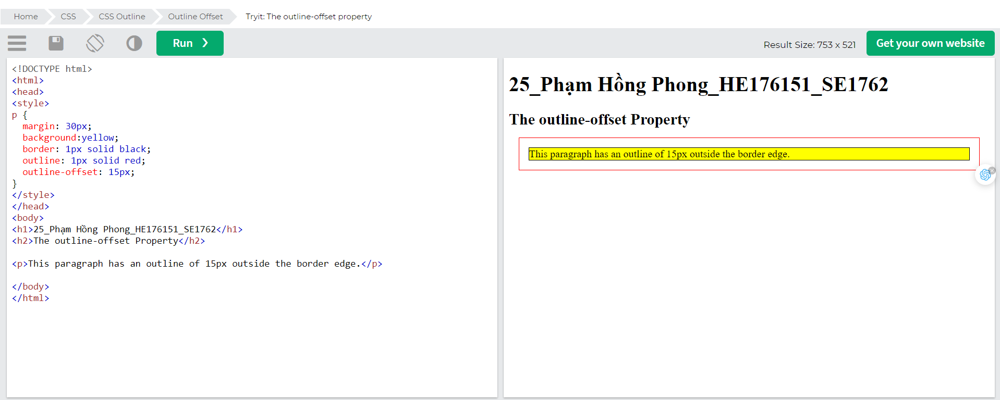 Home CSS CSS Outline Outline Offset Tryit: The outline-offset property
Run ❯ Result Size: 753 x 521 Get your own website
<!DOCTYPE html>
<html>
<head>
<style>
p {
  margin: 30px;
  background:yellow;
  border: 1px solid black;
  outline: 1px solid red;
  outline-offset: 15px;
}
</style>
</head>
<body>
<h1>25_Phạm Hồng Phong_HE176151_SE1762</h1>
<h2>The outline-offset Property</h2>
<p>This paragraph has an outline of 15px outside the border edge.</p>
</body>
</html>
25_Phạm Hồng Phong_HE176151_SE1762
The outline-offset Property
This paragraph has an outline of 15px outside the border edge.